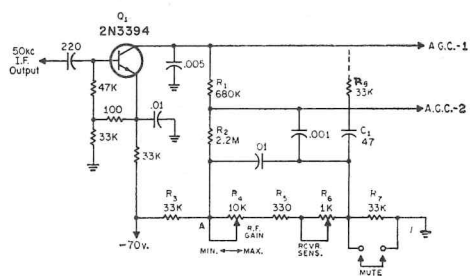 Q1
2N3394
50kc
I.F.
Output
220
47K
100
.01
33K
33K
.005
R1
680K
R2
2.2M
.001
01
R9
33K
C1
47
A G.C.-1
A.G.C.-2
-70v.
R3
33K
A
R4
10K
R.F.
GAIN
MIN. MAX.
R5
330
R6
1K
RCVR
SENS.
R7
33K
MUTE